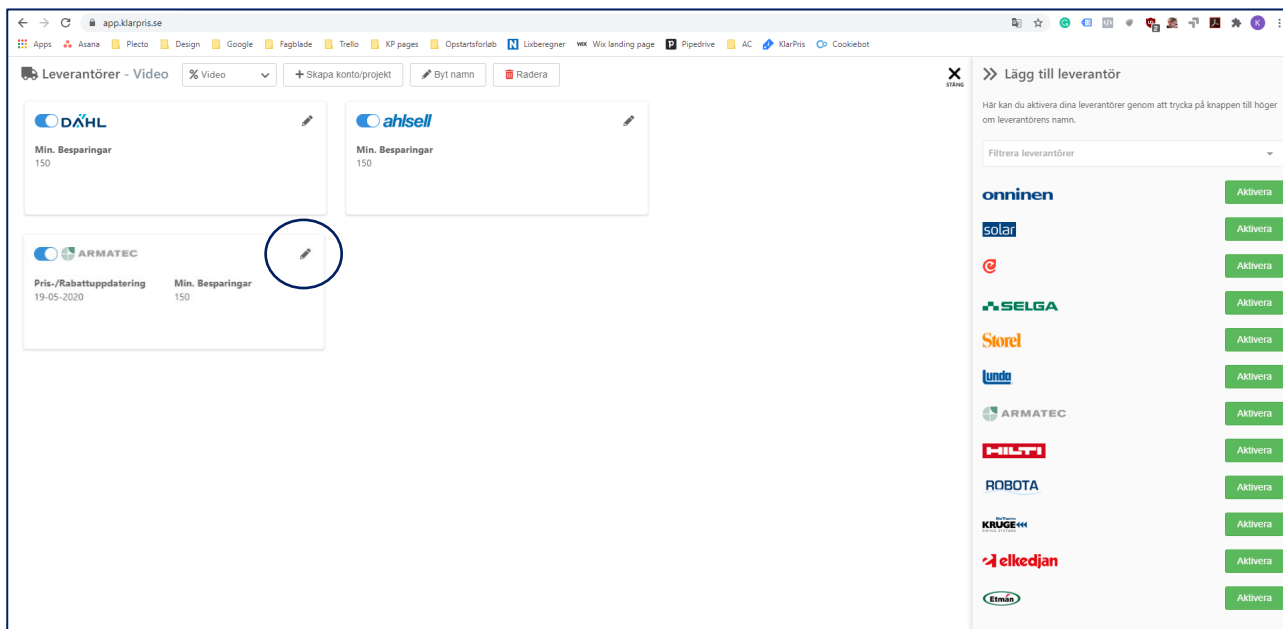 app.klarpris.se
2
K
Apps Asana Plecto Design Google Fagblade Trello KP pages Opstartsforløb N Lixberegner WIX Wix landing page P Pipedrive AC KlarPris Cookiebot
Leverantörer - Video % Video + Skapa konto/projekt Byt namn Radera
X
STÄNG
DAHL
Min. Besparingar
150
ahlsell
Min. Besparingar
150
ARMATEC
Pris-/Rabattuppdatering Min. Besparingar
19-05-2020 150
Lägg till leverantör
Här kan du aktivera dina leverantörer genom att trycka på knappen till höger
om leverantörens namn.
Filtrera leverantörer
onninen Aktivera
solar Aktivera
e Aktivera
SELGA Aktivera
Storel Aktivera
Lunda Aktivera
ARMATEC Aktivera
HILTI Aktivera
ROBOTA Aktivera
KRUGE Aktivera
elkedjan Aktivera
Etmán Aktivera